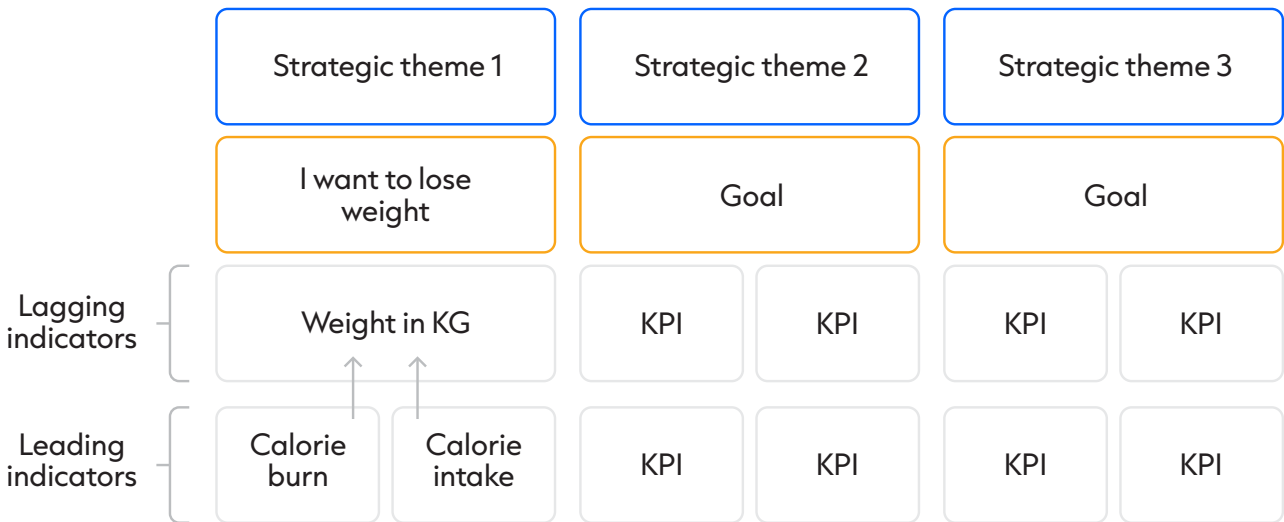 Strategic theme 1
Strategic theme 2
Strategic theme 3
I want to lose
weight
Goal
Goal
Lagging
indicators
Weight in KG
KPI
KPI
KPI
KPI
Leading
indicators
Calorie
burn
Calorie
intake
KPI
KPI
KPI
KPI